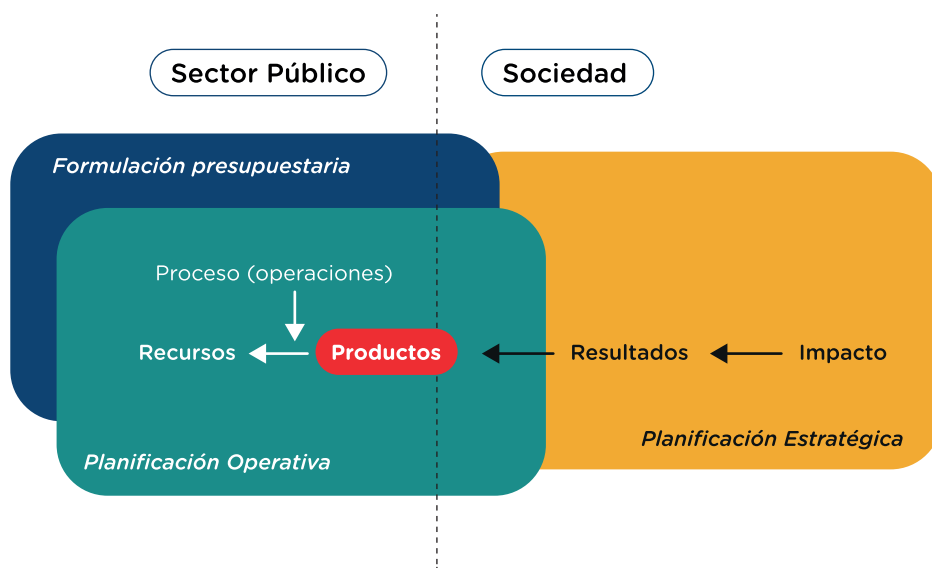 Sector Público
Sociedad
Formulación presupuestaria
Proceso (operaciones)
Recursos
Productos
Resultados
Impacto
Planificación Estratégica
Planificación Operativa